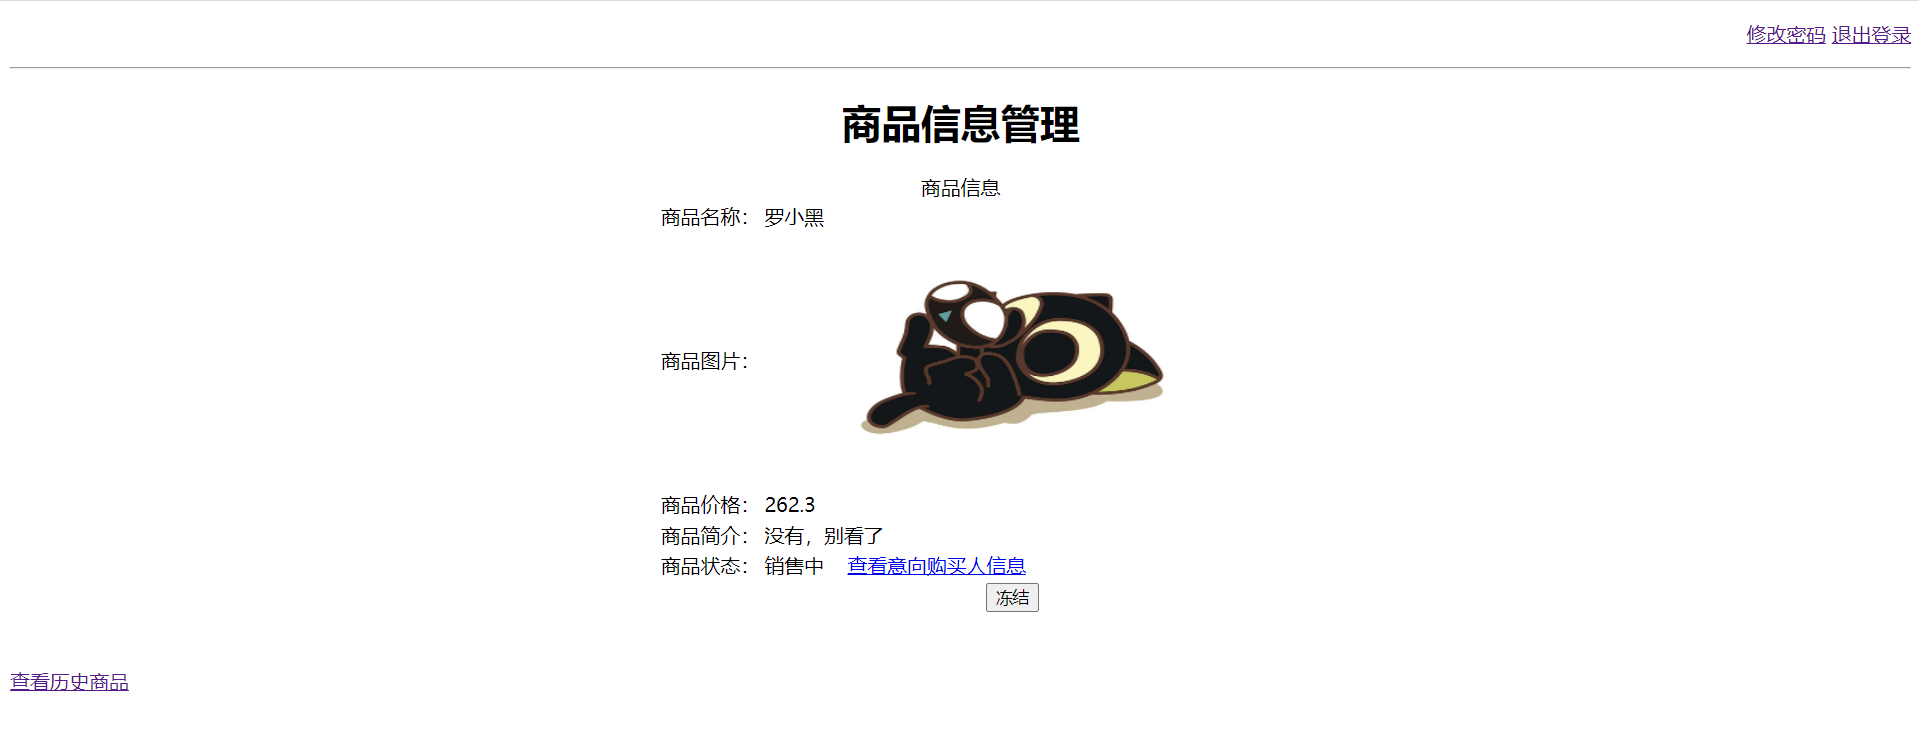 修改密码 退出登录
商品信息管理
商品信息
商品名称： 罗小黑
商品图片：
商品价格： 262.3
商品简介： 没有，别看了
商品状态： 销售中 查看意向购买人信息
冻结
查看历史商品